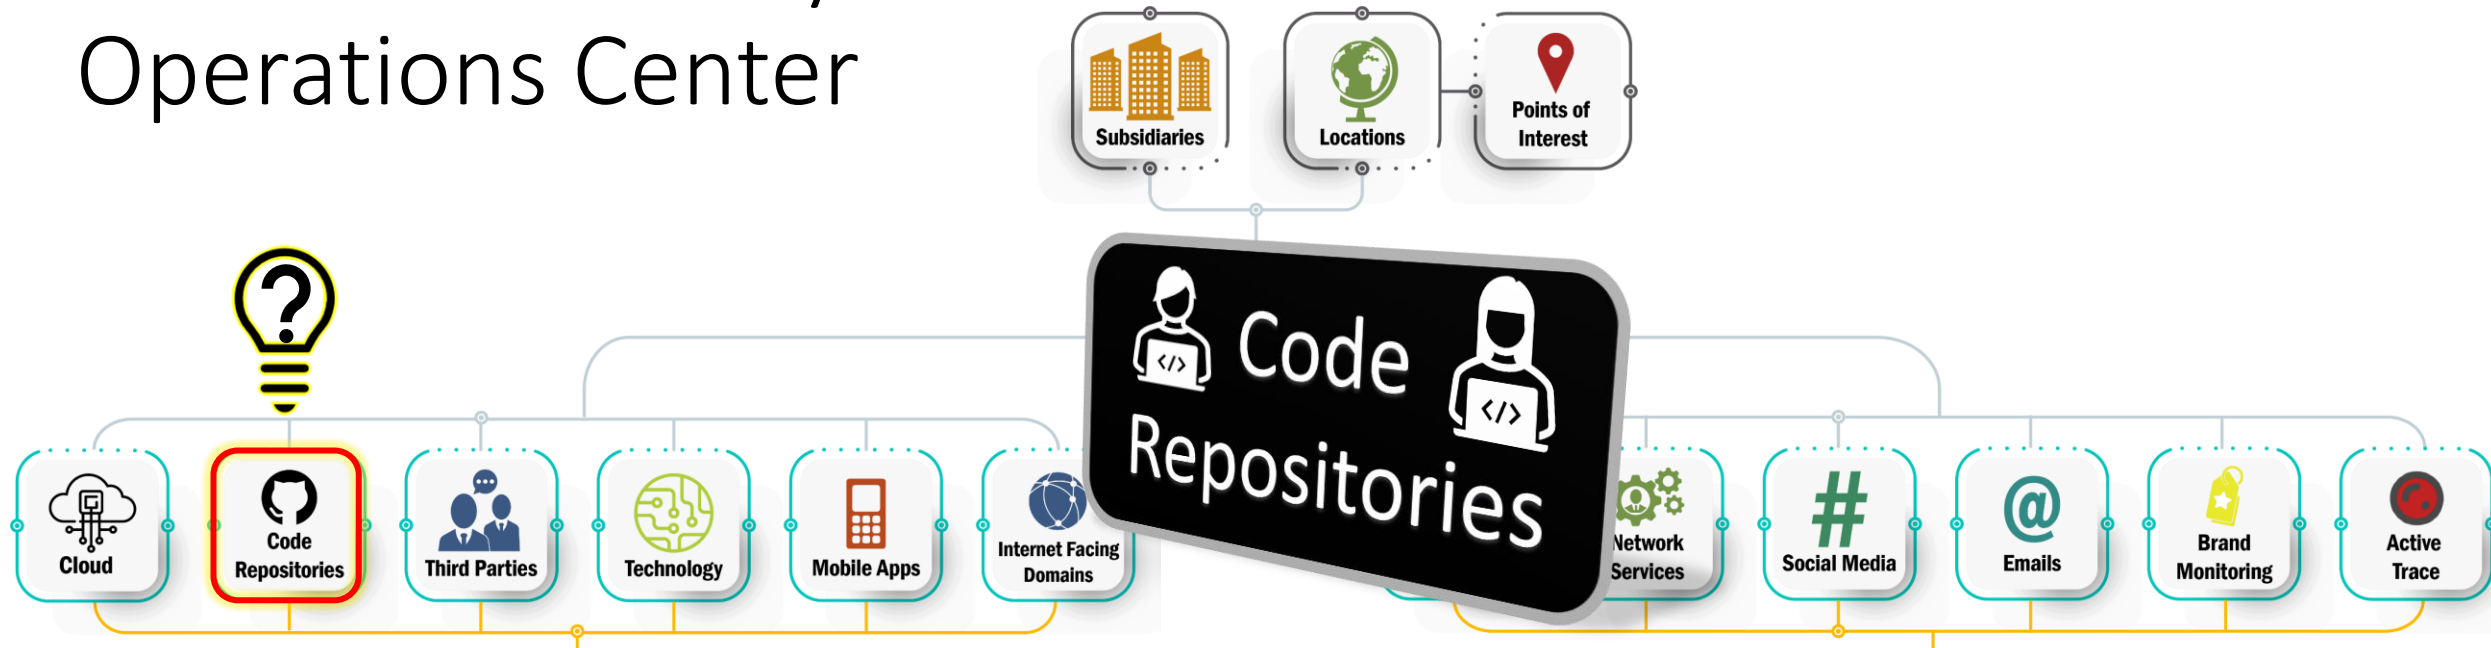 Operations Center
Subsidiaries
Locations
Points of
Interest
?
Code
Repositories
</>
</>
Cloud
Code
Repositories
Third Parties
Technology
Mobile Apps
Internet Facing
Domains
Network
Services
#
Social Media
@
Emails
Brand
Monitoring
Active
Trace